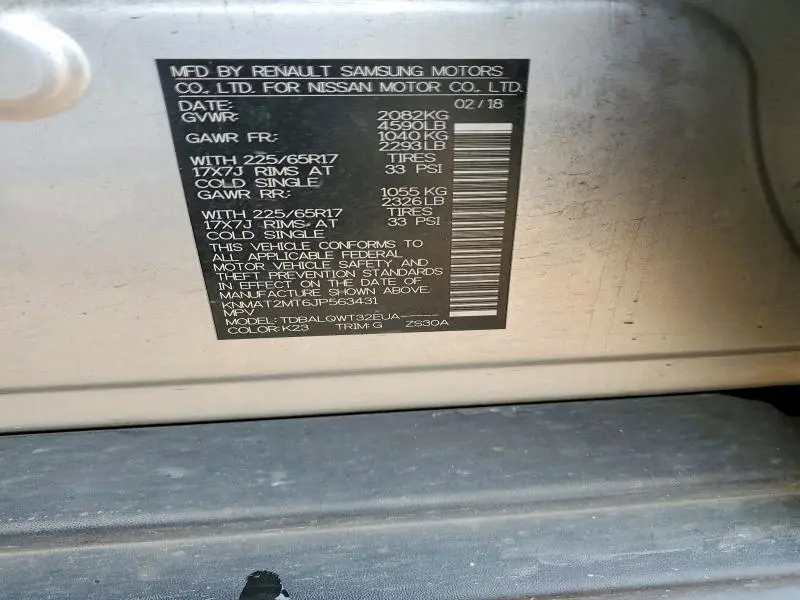 MFD BY RENAULT SAMSUNG MOTORS
CO., LTD. FOR NISSAN MOTOR CO., LTD.
DATE: 02/18
GVWR: 2082KG
4590LB
GAWR FR: 1040KG
2293LB
WITH 225/65R17 TIRES
17X7J RIMS AT 33 PSI
COLD SINGLE
GAWR RR: 1055 KG
2326LB
WITH 225/65R17 TIRES
17X7J RIMS AT 33 PSI
COLD SINGLE
THIS VEHICLE CONFORMS TO
ALL APPLICABLE FEDERAL
MOTOR VEHICLE SAFETY AND
THEFT PREVENTION STANDARDS
IN EFFECT ON THE DATE OF
MANUFACTURE SHOWN ABOVE.
KNMAT2MT6JP563431
MPV
MODEL: TDBALQWT32EUA-----
COLOR: K23 TRIM: G ZS30A